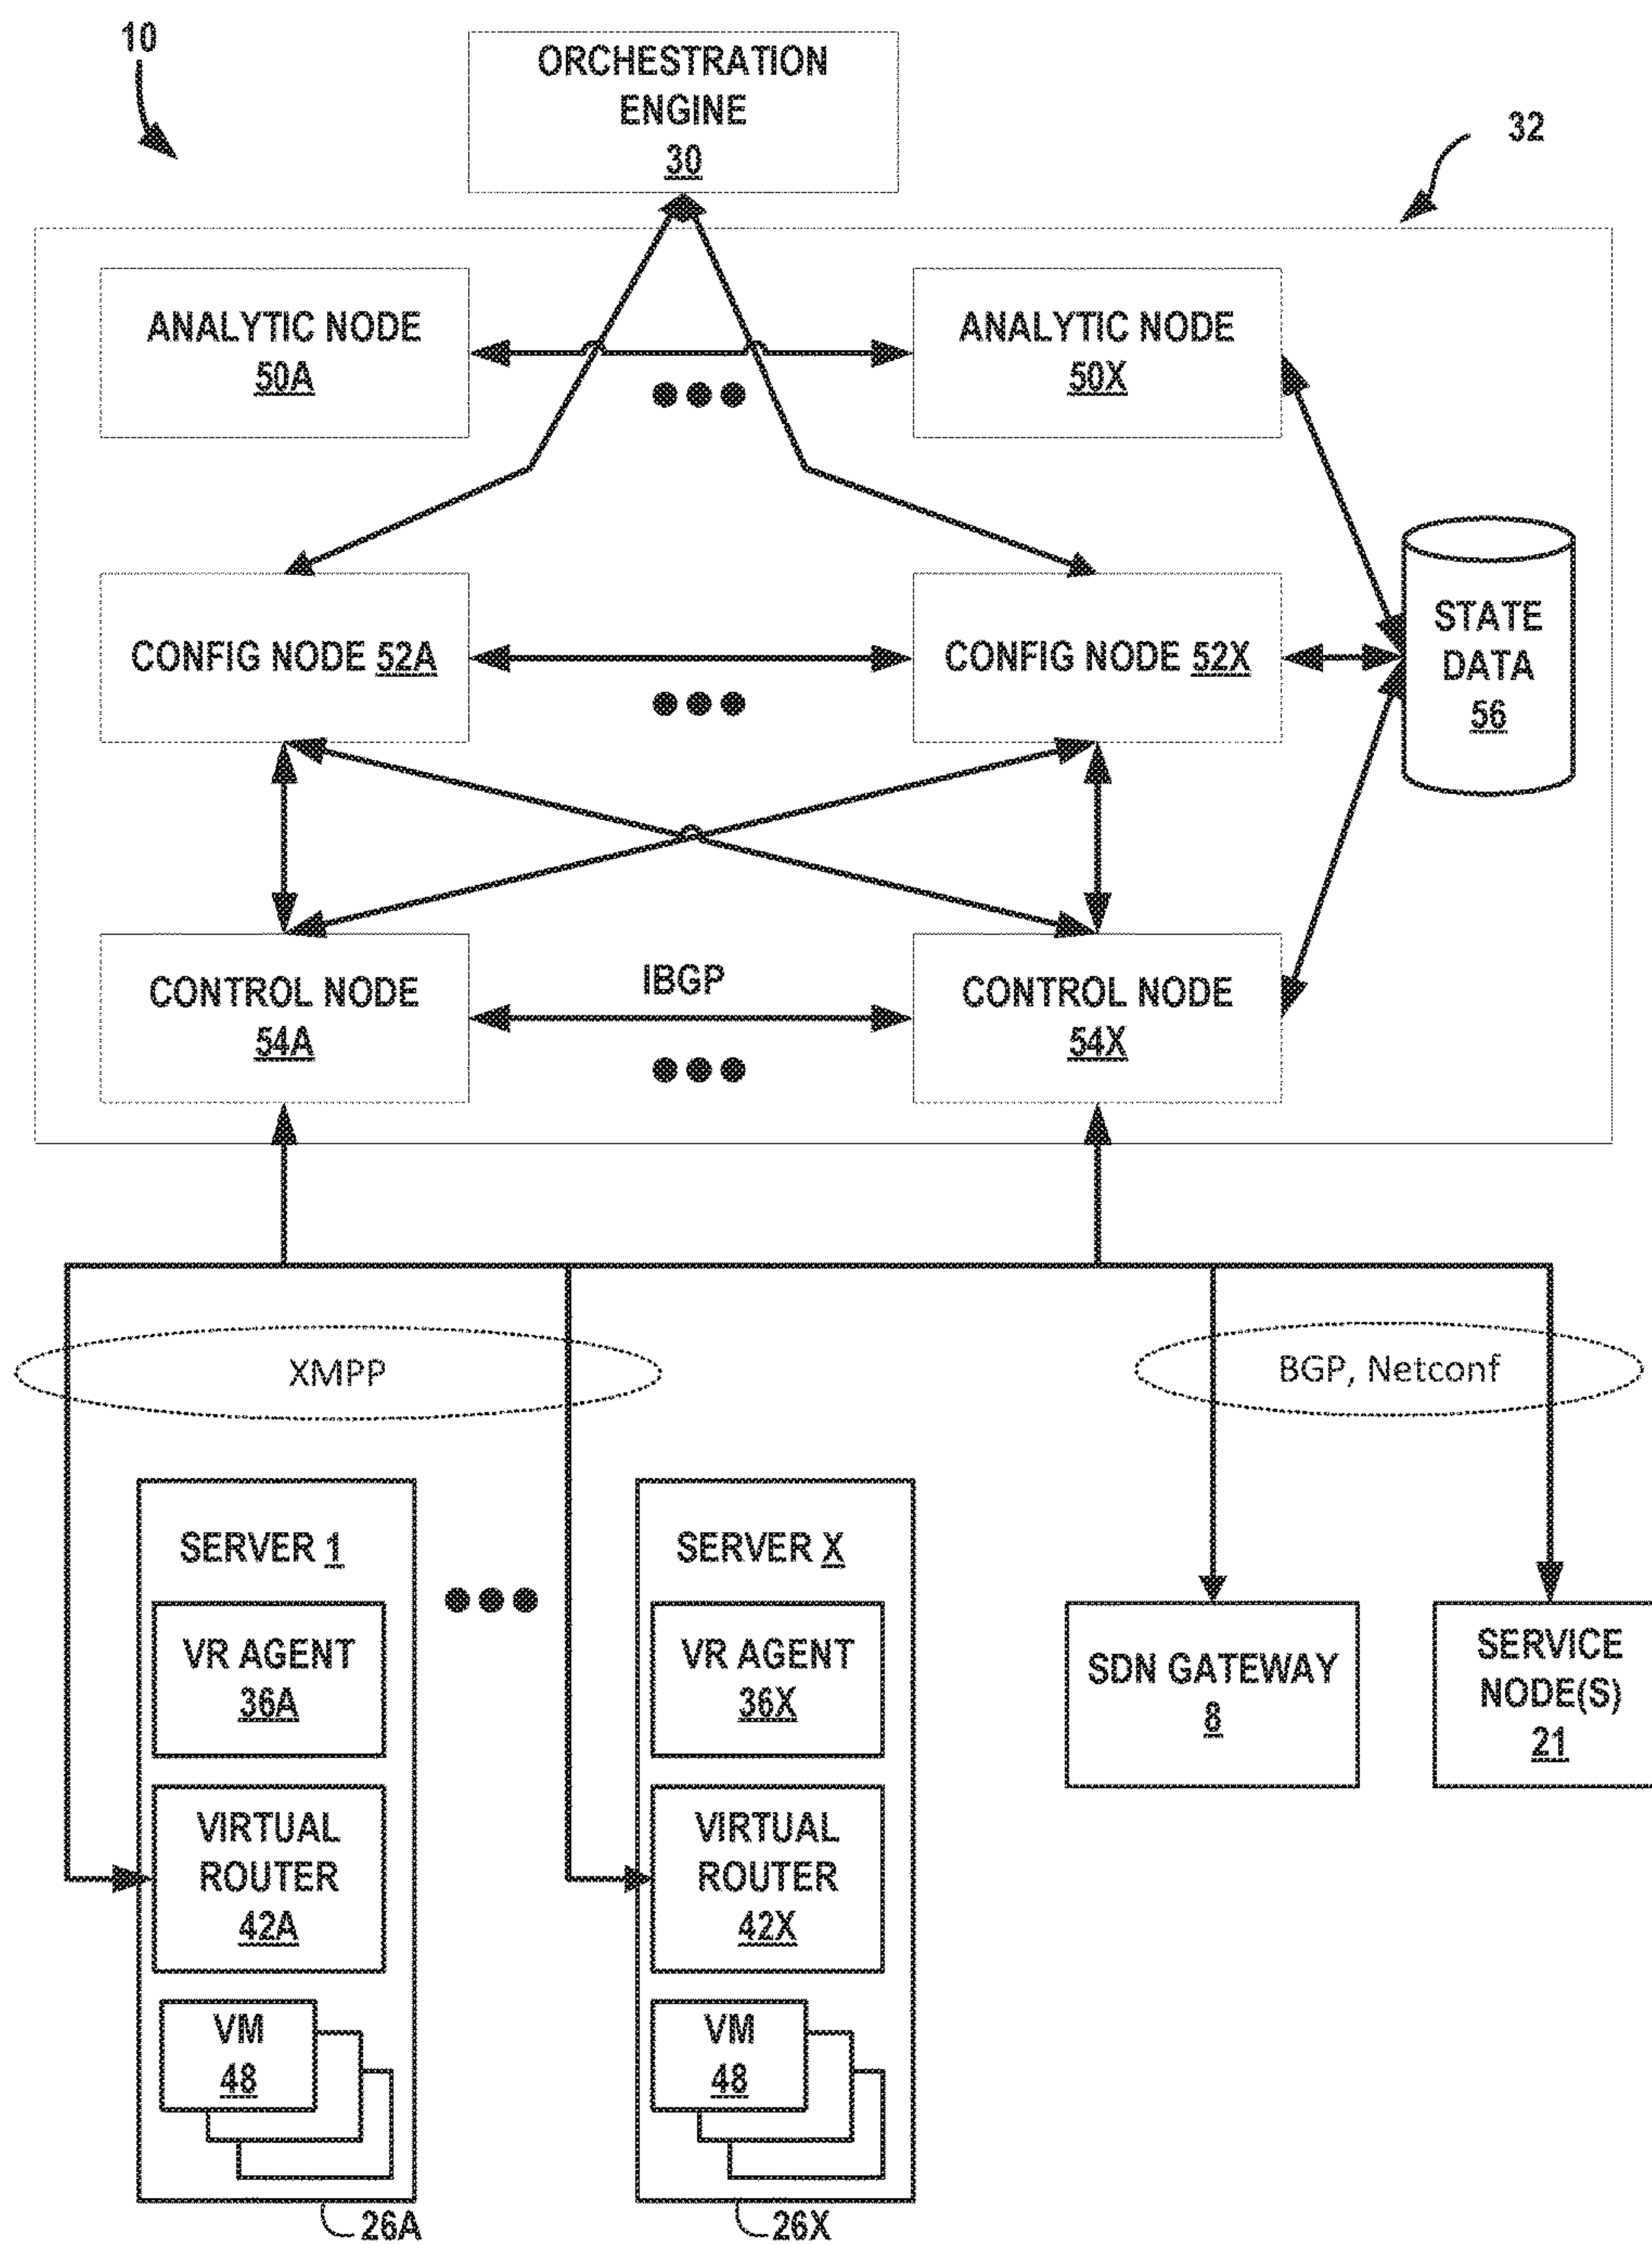 10
ORCHESTRATION
ENGINE
30
32
ANALYTIC NODE
50A
ANALYTIC NODE
50X
STATE
DATA
56
CONFIG NODE 52A
CONFIG NODE 52X
IBGP
CONTROL NODE
54A
CONTROL NODE
54X
XMPP
BGP, Netconf
SERVER 1
VR AGENT
36A
VIRTUAL
ROUTER
42A
VM
48
26A
SERVER X
VR AGENT
36X
VIRTUAL
ROUTER
42X
VM
48
26X
SDN GATEWAY
8
SERVICE
NODE(S)
21